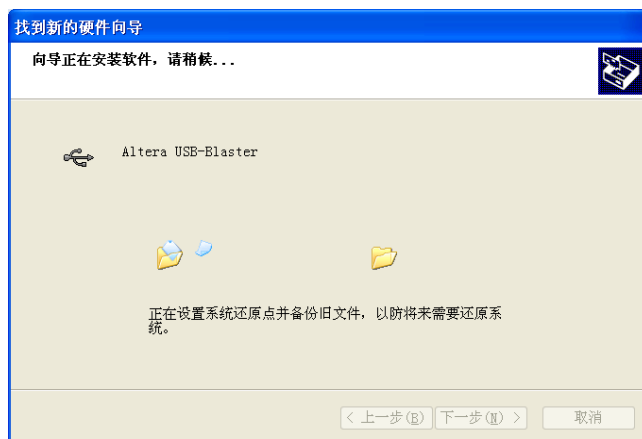 找到新的硬件向导
向导正在安装软件，请稍候...
Altera USB-Blaster
正在设置系统还原点并备份旧文件，以防将来需要还原系
统。
< 上一步(B)
下一步(N) >
取消